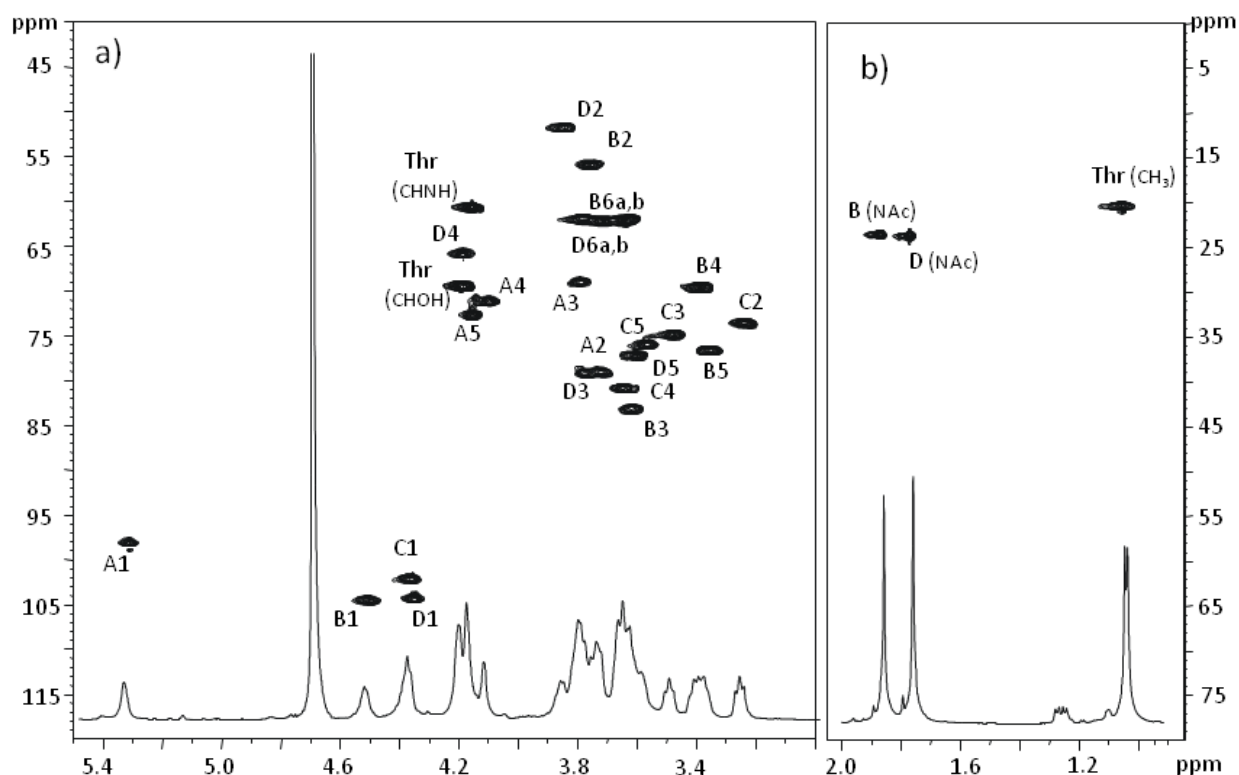 ppm
a)
b)
ppm
45
55
65
75
85
95
105
115
5
15
25
35
45
55
65
75
D2
B2
Thr
(CHNH)
B6a,b
D4
D6a,b
Thr
(CHOH)
A4
A3
B4
A5
C3
C2
C5
A2
D5
B5
D3
C4
B3
A1
C1
B1
D1
Thr (CH3)
B (NAc)
D (NAc)
5.4
5.0
4.6
4.2
3.8
3.4
2.0
1.6
1.2
ppm